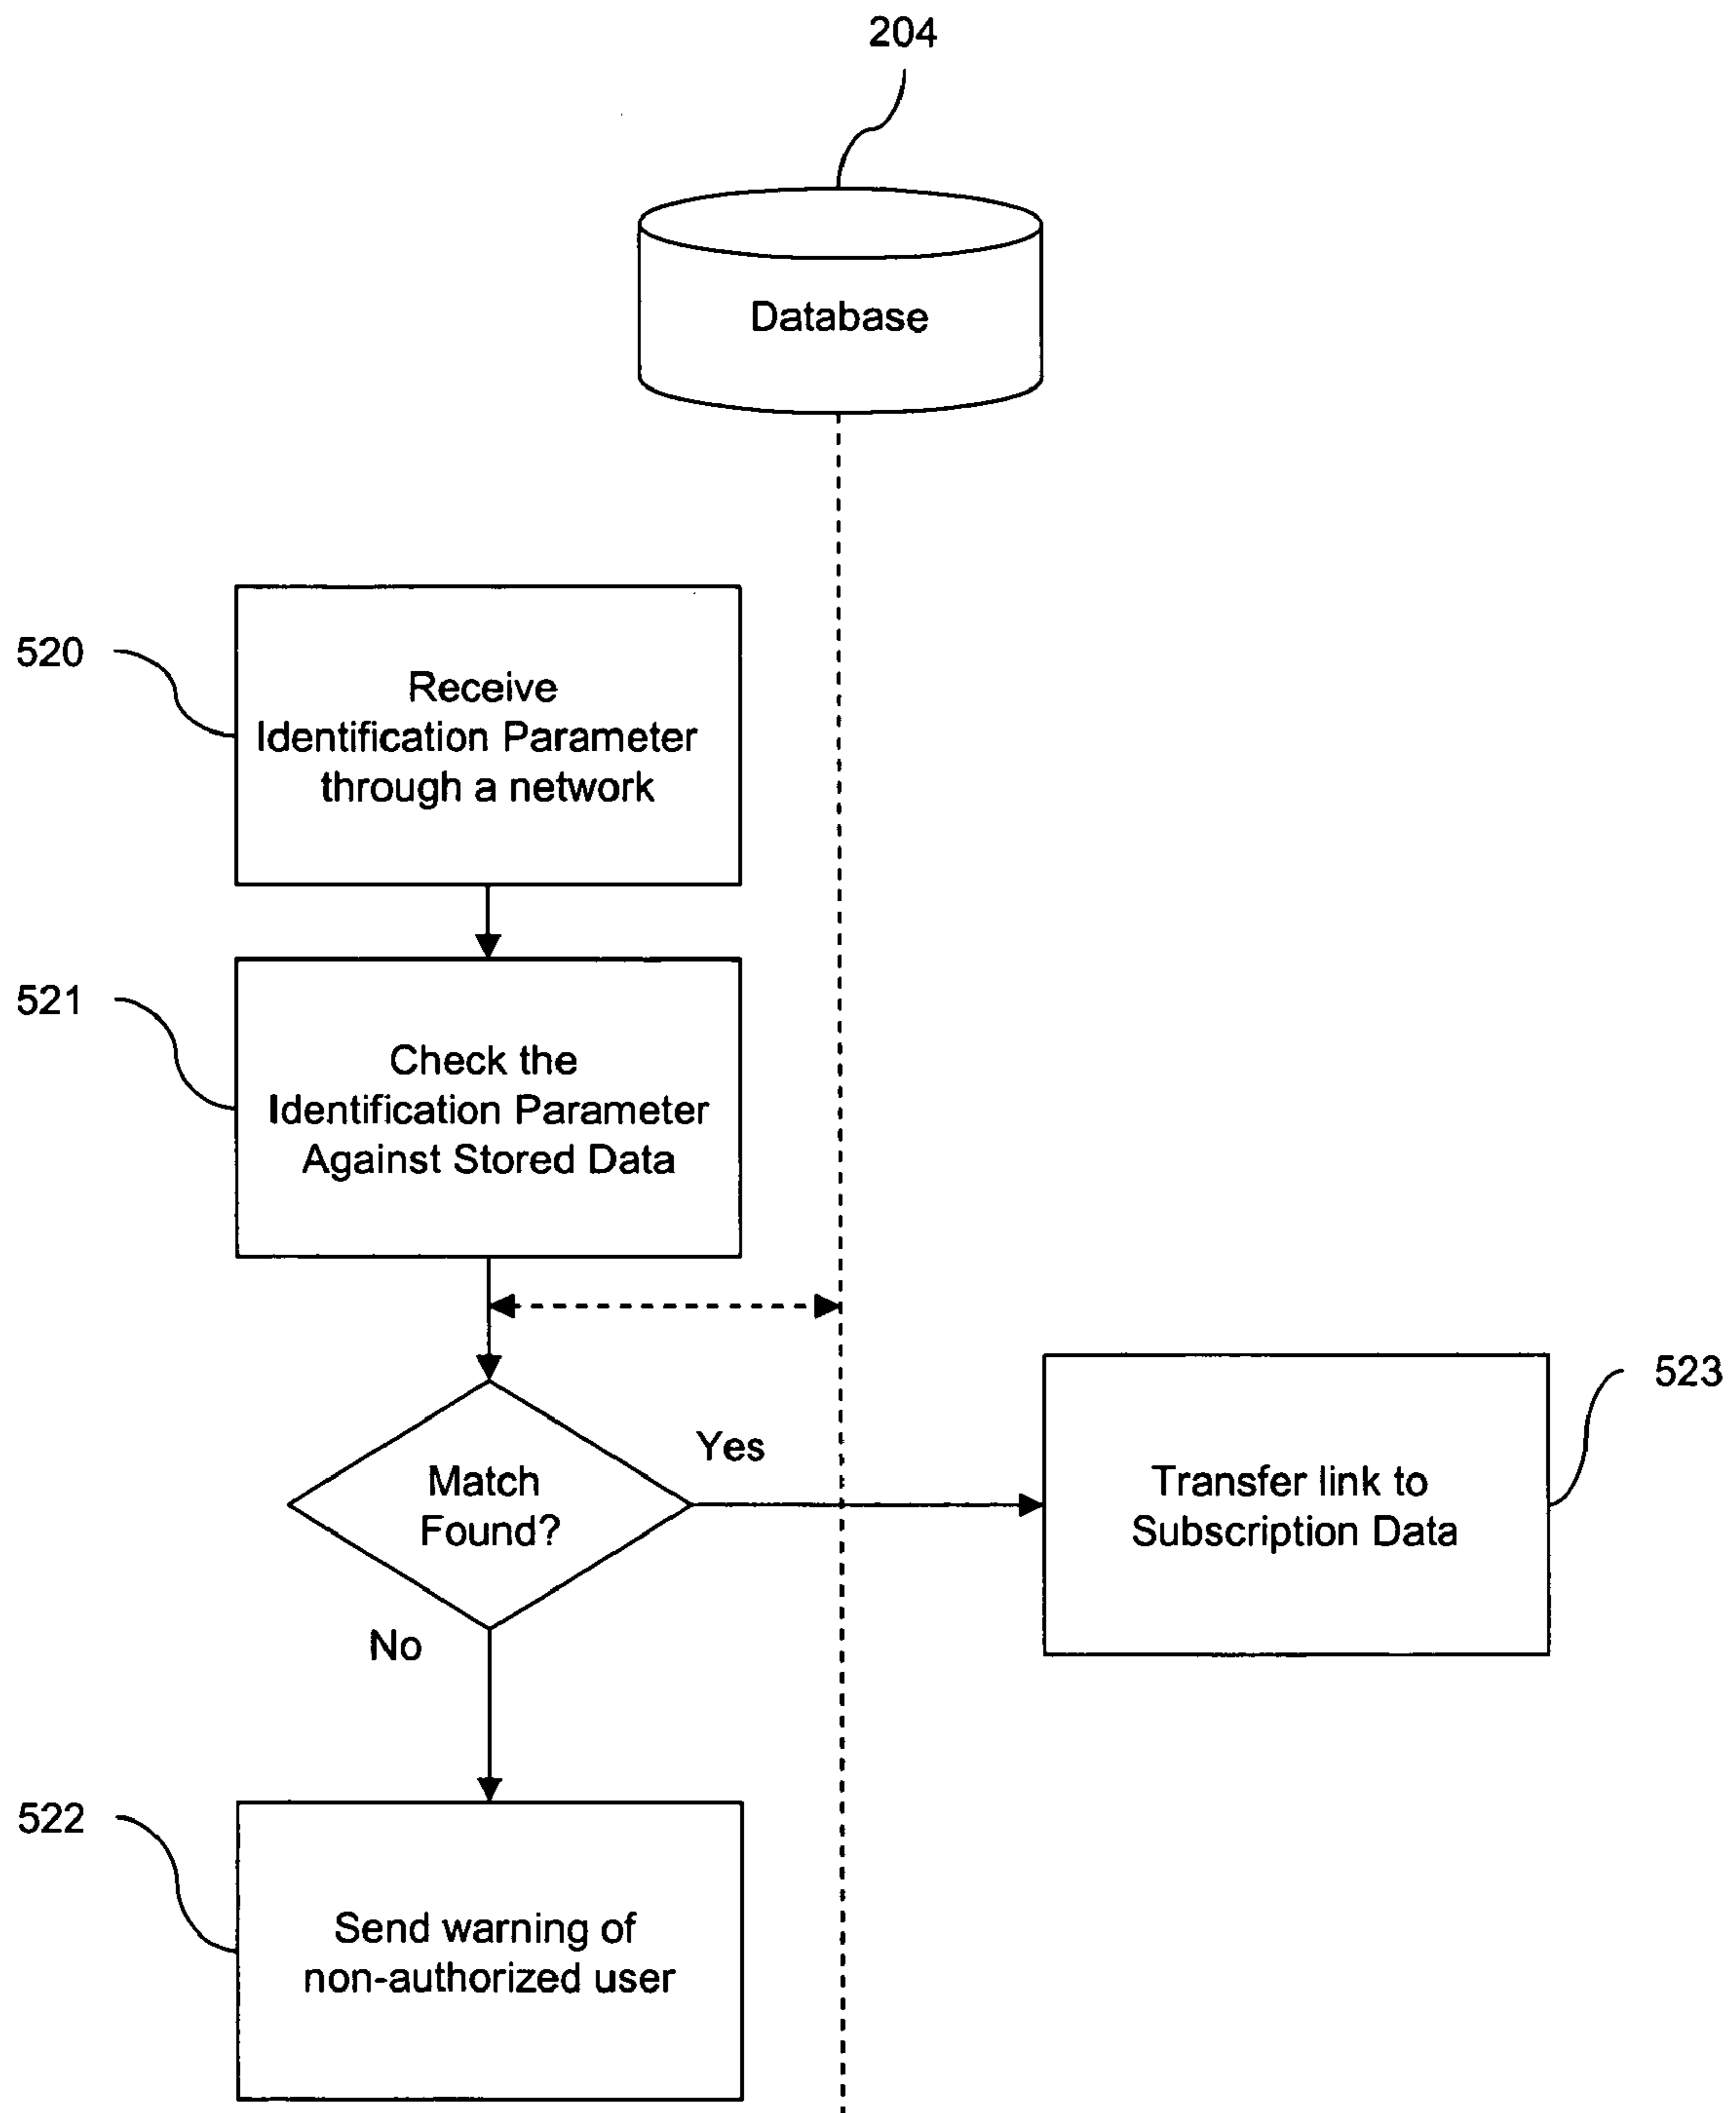 204
Database
520
Receive
Identification Parameter
through a network
521
Check the
Identification Parameter
Against Stored Data
Yes
523
Match
Found?
Transfer link to
Subscription Data
No
522
Send warning of
non-authorized user